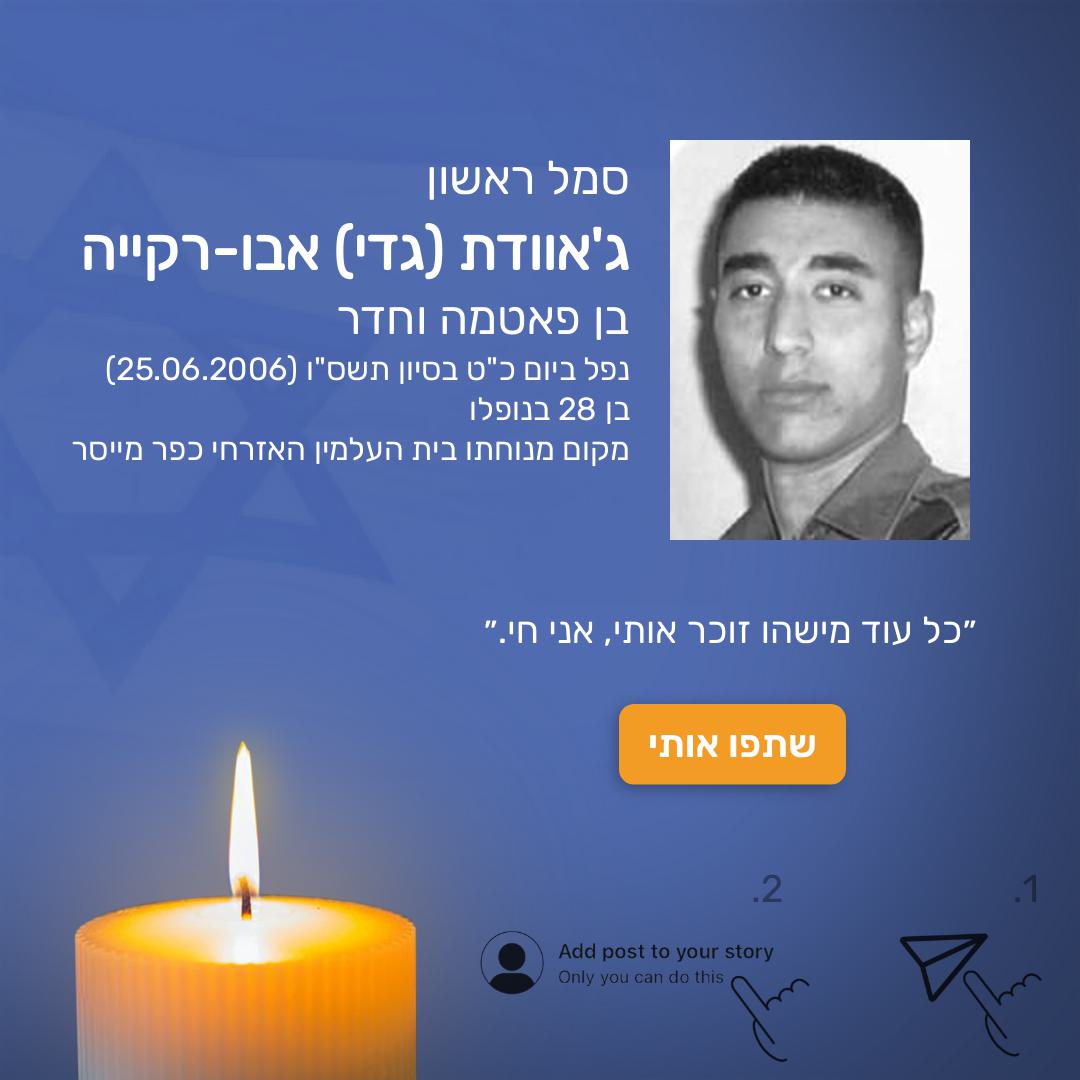 סמל ראשון
ג'אוודת (גדי) אבו-רקייה
בן פאטמה וחדר
נפל ביום כ"ט בסיון תשס"ו (25.06.2006)
בן 28 בנופלו
מקום מנוחתו בית העלמין האזרחי כפר מייסר
״כל עוד מישהו זוכר אותי, אני חי.״
שתפו אותי
1.
2.
Add post to your story
Only you can do this